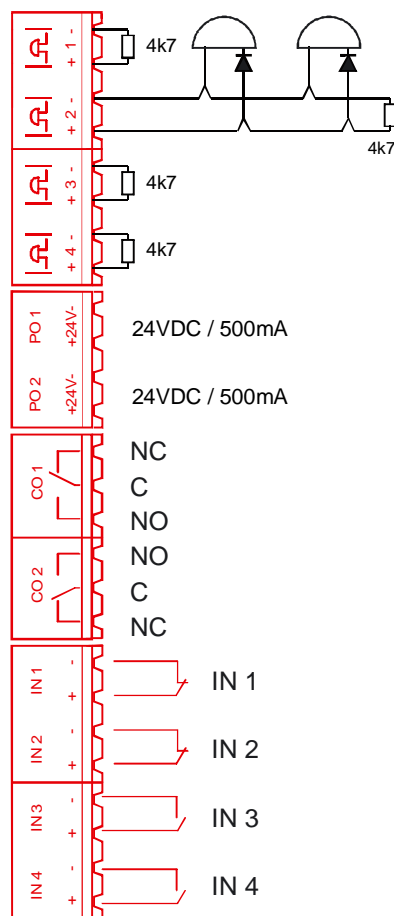 + 1 -
4k7
+ 2 -
4k7
+ 3 -
4k7
+ 4 -
4k7
PO 1
+24V-
24VDC / 500mA
PO 2
+24V-
24VDC / 500mA
CO 1
NC
C
NO
CO 2
NO
C
NC
IN 1
+ -
IN 1
IN 2
+ -
IN 2
IN 3
+ -
IN 3
IN 4
+ -
IN 4